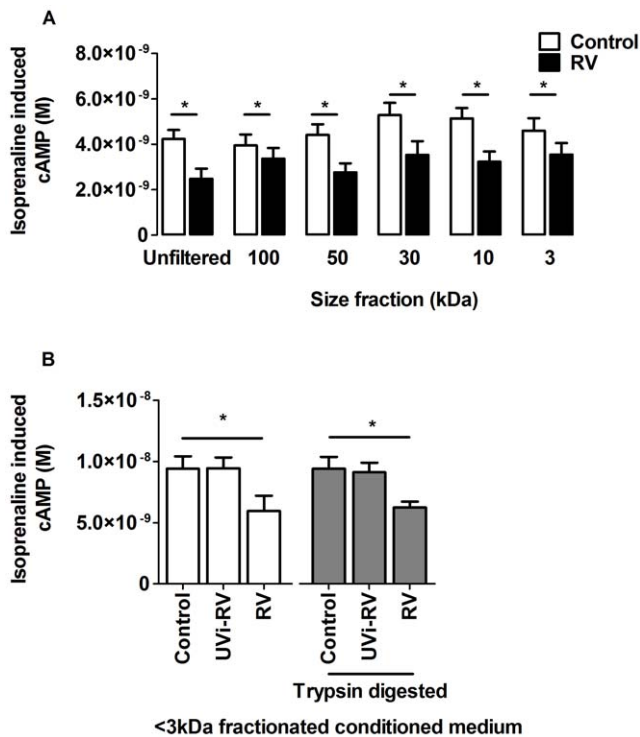 A
Isoprenaline induced
cAMP (M)
8.0×10⁻⁹
6.0×10⁻⁹
4.0×10⁻⁹
2.0×10⁻⁹
0
* * * * * *
Control
RV
Unfiltered 100 50 30 10 3
Size fraction (kDa)
B
Isoprenaline induced
cAMP (M)
1.5×10⁻⁸
1.0×10⁻⁸
5.0×10⁻⁹
0
* *
Control UVi-RV RV Control UVi-RV RV
Trypsin digested
<3kDa fractionated conditioned medium